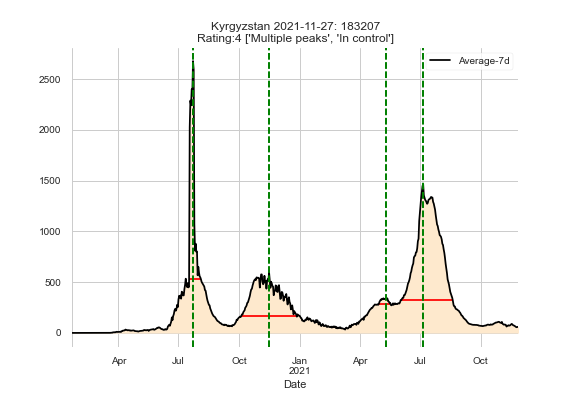 Kyrgyzstan 2021-11-27: 183207
Rating:4 ['Multiple peaks', 'In control']
Average-7d
2500
2000
1500
1000
500
0
Apr Jul Oct Jan Apr Jul Oct
2021
Date